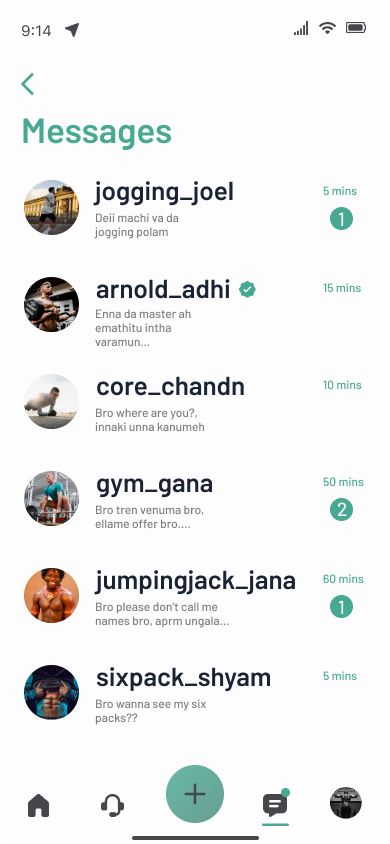 9:14
Messages
jogging_joel
5 mins
Deii machi va da
jogging polam
1
arnold_adhi
15 mins
Enna da master ah
emathitu intha
varamun...
core_chandn
10 mins
Bro where are you?,
innaki unna kanumeh
gym_gana
50 mins
Bro tren venuma bro,
ellame offer bro....
2
jumpingjack_jana
60 mins
Bro please don't call me
names bro, aprm ungala...
1
sixpack_shyam
5 mins
Bro wanna see my six
packs??